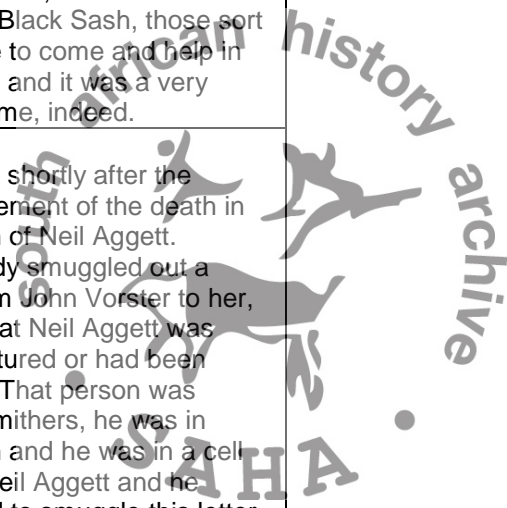 Black Sash, those sort
to come and help in
and it was a very
me, indeed.
shortly after the
ement of the death in
of Neil Aggett.
dy smuggled out a
m John Vorster to her,
at Neil Aggett was
tured or had been
That person was
mithers, he was in
and he was in a cell
eil Aggett and he
to smuggle this letter
south african history archive
SAHA